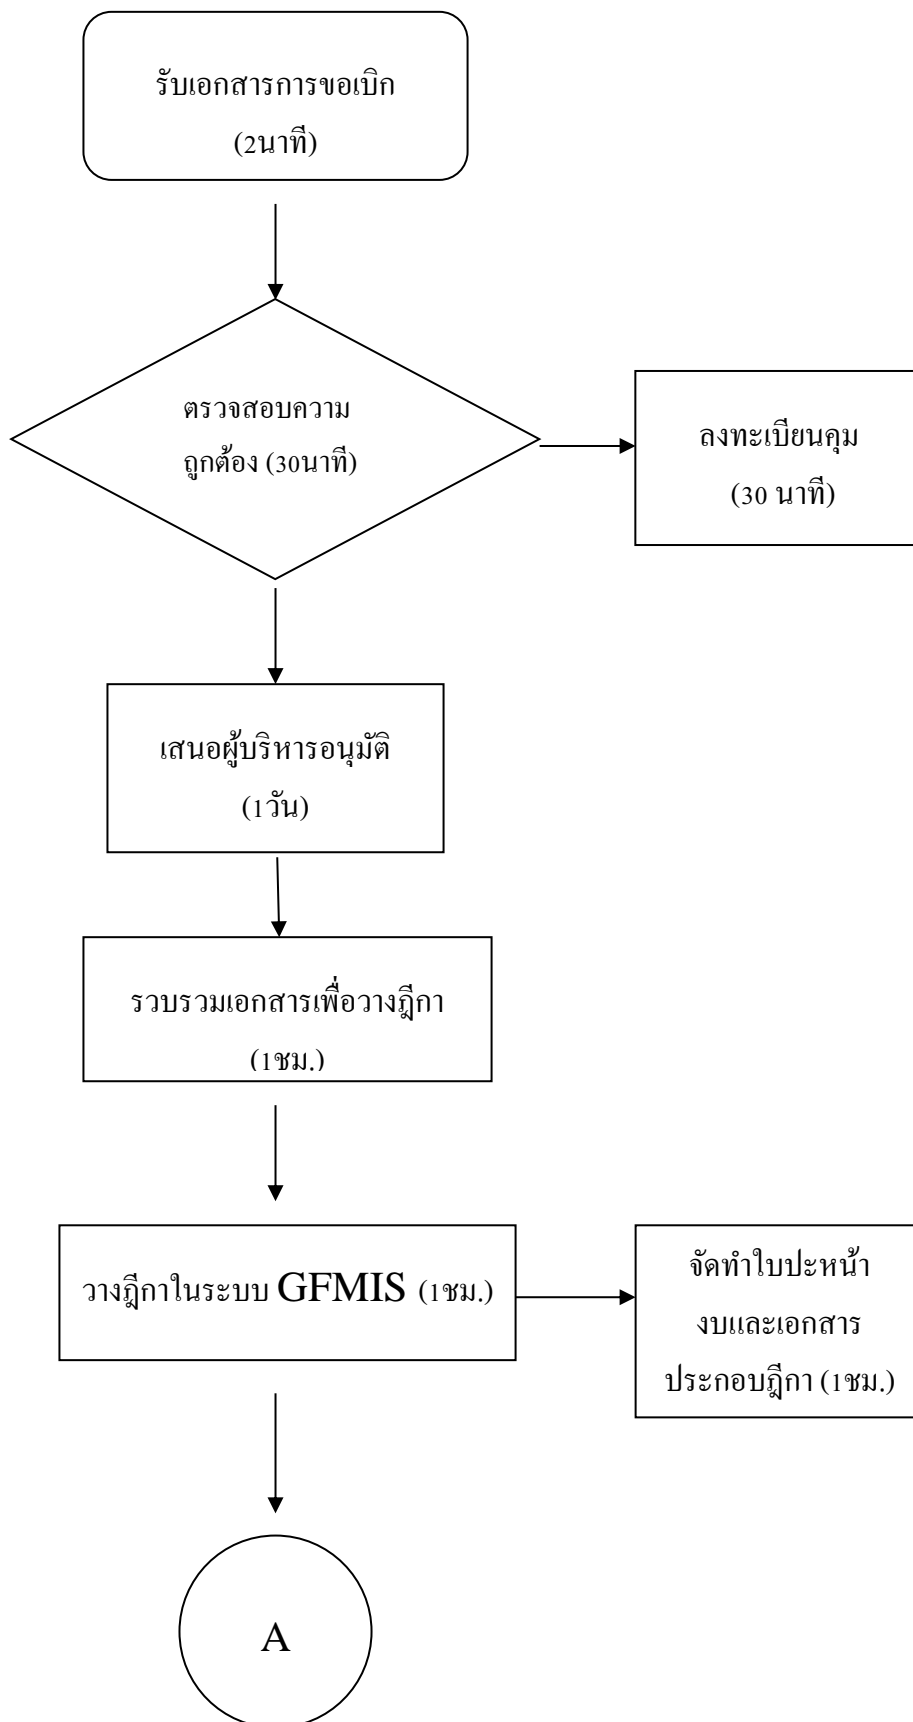 รับเอกสารการขอเบิก
(2นาที)
ตรวจสอบความ
ถูกต้อง (30นาที)
ลงทะเบียนคุม
(30 นาที)
เสนอผู้บริหารอนุมัติ
(1วัน)
รวบรวมเอกสารเพื่อวางฎีกา
(1ชม.)
วางฎีกาในระบบ GFMIS (1ชม.)
จัดทำใบปะหน้า
งบและเอกสาร
ประกอบฎีกา (1ชม.)
A